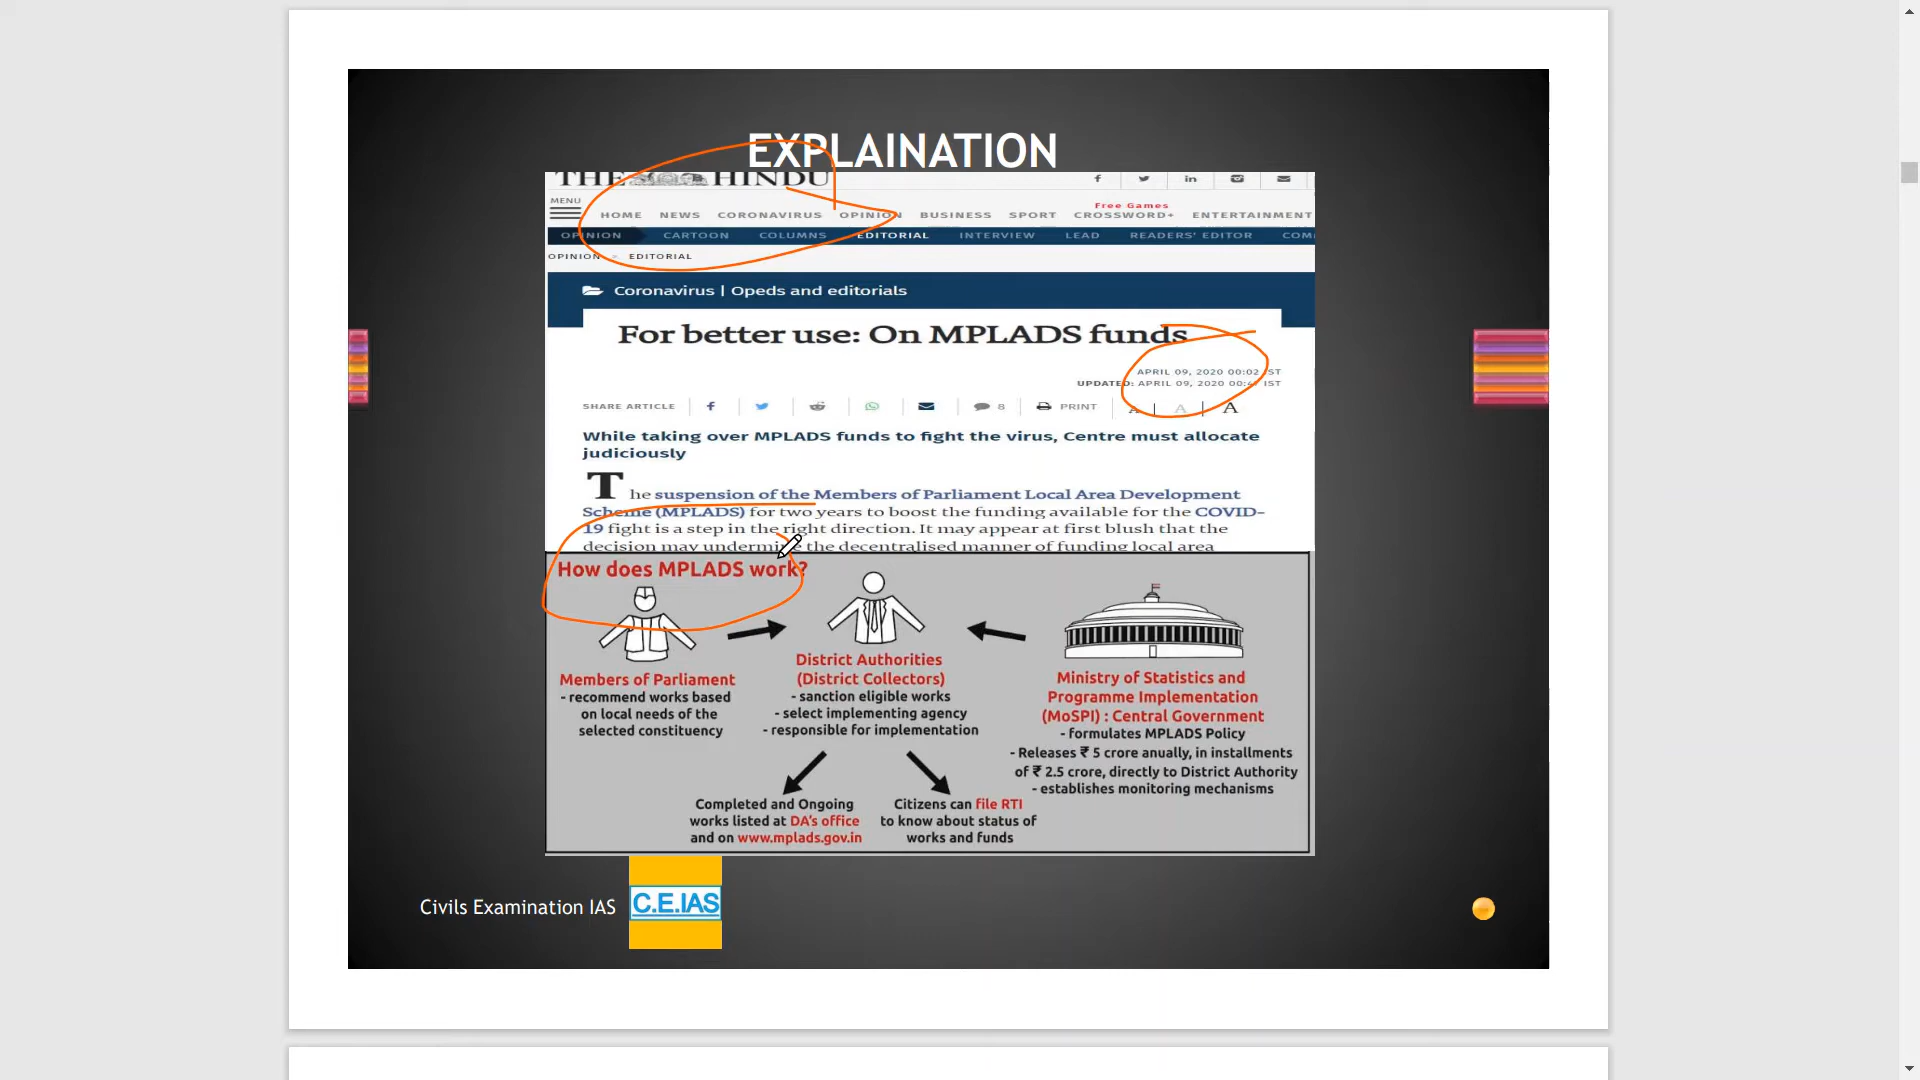 EXPLAINATION
THE HINDU
MENU
Free Games
HOME NEWS CORONAVIRUS OPINION BUSINESS SPORT CROSSWORD+ ENTERTAINMENT
OPINION CARTOON COLUMNS EDITORIAL INTERVIEW LEAD READERS' EDITOR COM
OPINION > EDITORIAL
Coronavirus | Opeds and editorials
For better use: On MPLADS funds
APRIL 09, 2020 00:02 IST
UPDATED: APRIL 09, 2020 00:4 IST
SHARE ARTICLE 8 PRINT A A A
While taking over MPLADS funds to fight the virus, Centre must allocate
judiciously
The suspension of the Members of Parliament Local Area Development
Scheme (MPLADS) for two years to boost the funding available for the COVID-
19 fight is a step in the right direction. It may appear at first blush that the
decision may undermine the decentralised manner of funding local area
How does MPLADS work?
Members of Parliament
- recommend works based
on local needs of the
selected constituency
District Authorities
(District Collectors)
- sanction eligible works
- select implementing agency
- responsible for implementation
Ministry of Statistics and
Programme Implementation
(MoSPI) : Central Government
- formulates MPLADS Policy
- Releases ₹ 5 crore anually, in installments
of ₹ 2.5 crore, directly to District Authority
- establishes monitoring mechanisms
Completed and Ongoing
works listed at DA's office
and on www.mplads.gov.in
Citizens can file RTI
to know about status of
works and funds
Civils Examination IAS
C.E.IAS